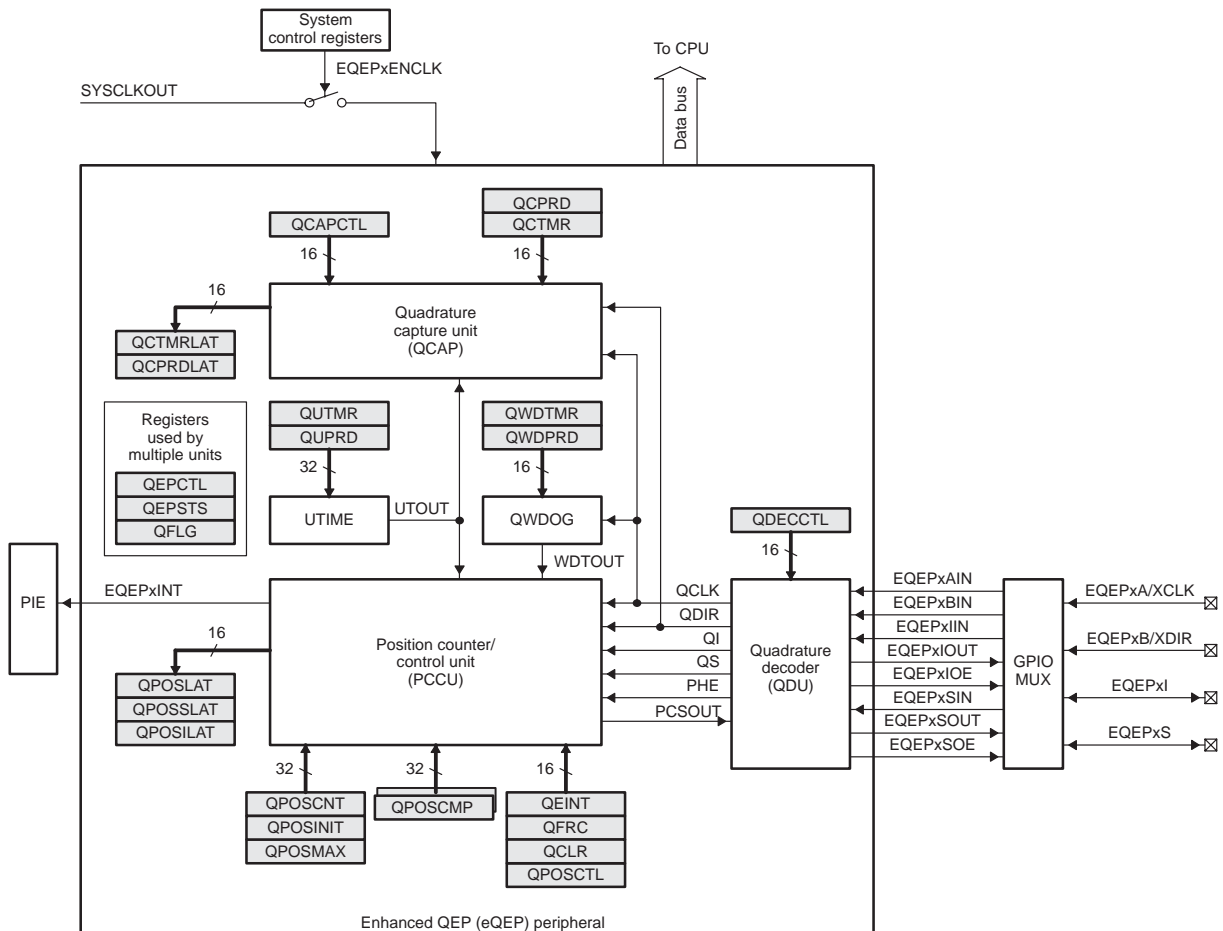 System
control registers
To CPU
EQEPxENCLK
SYSCLKOUT
Data bus
QCPRD
QCAPCTL
QCTMR
16
16
16
Quadrature
capture unit
(QCAP)
QCTMRLAT
QCPRDLAT
Registers
used by
multiple units
QUTMR
QUPRD
QWDTMR
QWDPRD
32
16
QEPCTL
QEPSTS
QFLG
UTIME
UTOUT
QWDOG
QDECCTL
WDTOUT
16
PIE
EQEPxINT
16
Position counter/
control unit
(PCCU)
QCLK
QDIR
QI
QS
PHE
PCSOUT
Quadrature
decoder
(QDU)
EQEPxAIN
EQEPxBIN
EQEPxIIN
EQEPxIOUT
EQEPxIOE
EQEPxSIN
EQEPxSOUT
EQEPxSOE
GPIO
MUX
EQEPxA/XCLK
EQEPxB/XDIR
EQEPxI
EQEPxS
QPOSLAT
QPOSSLAT
QPOSILAT
32
32
16
QPOSCNT
QPOSINIT
QPOSMAX
QPOSCMP
QEINT
QFRC
QCLR
QPOSCTL
Enhanced QEP (eQEP) peripheral